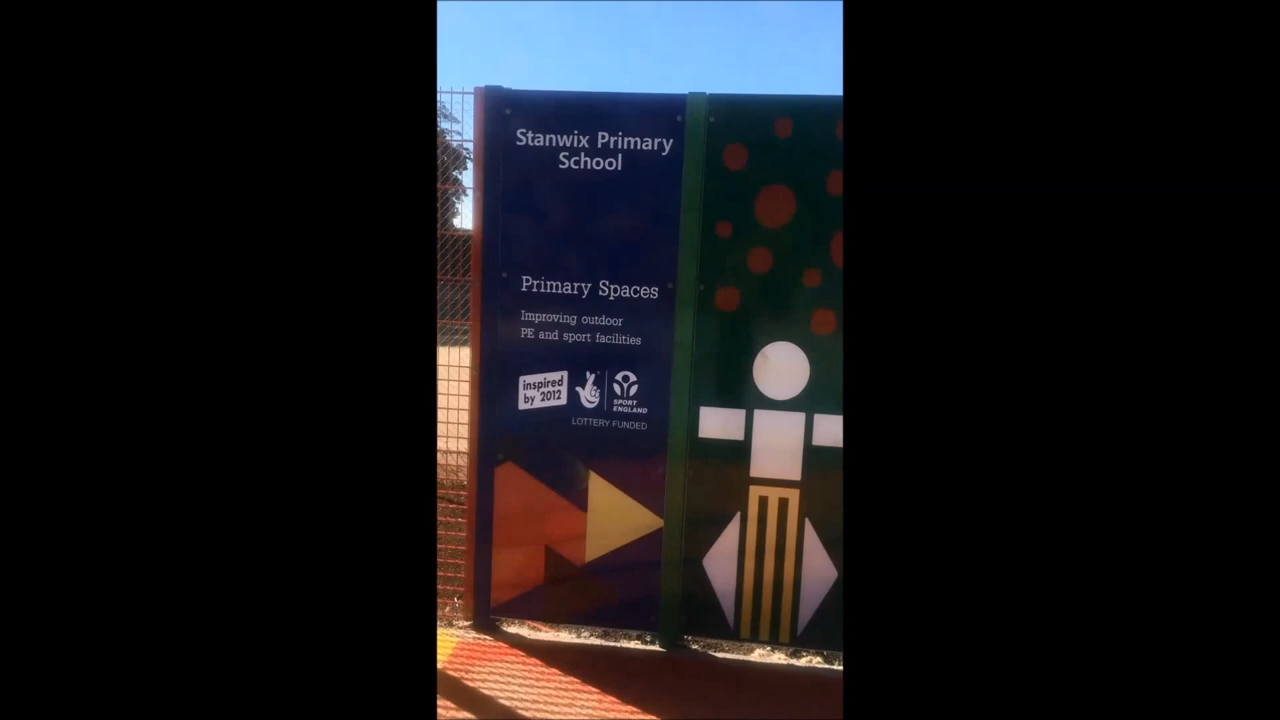 Stanwix Primary
School
Primary Spaces
Improving outdoor
PE and sport facilities
inspired
by 2012
SPORT
ENGLAND
LOTTERY FUNDED